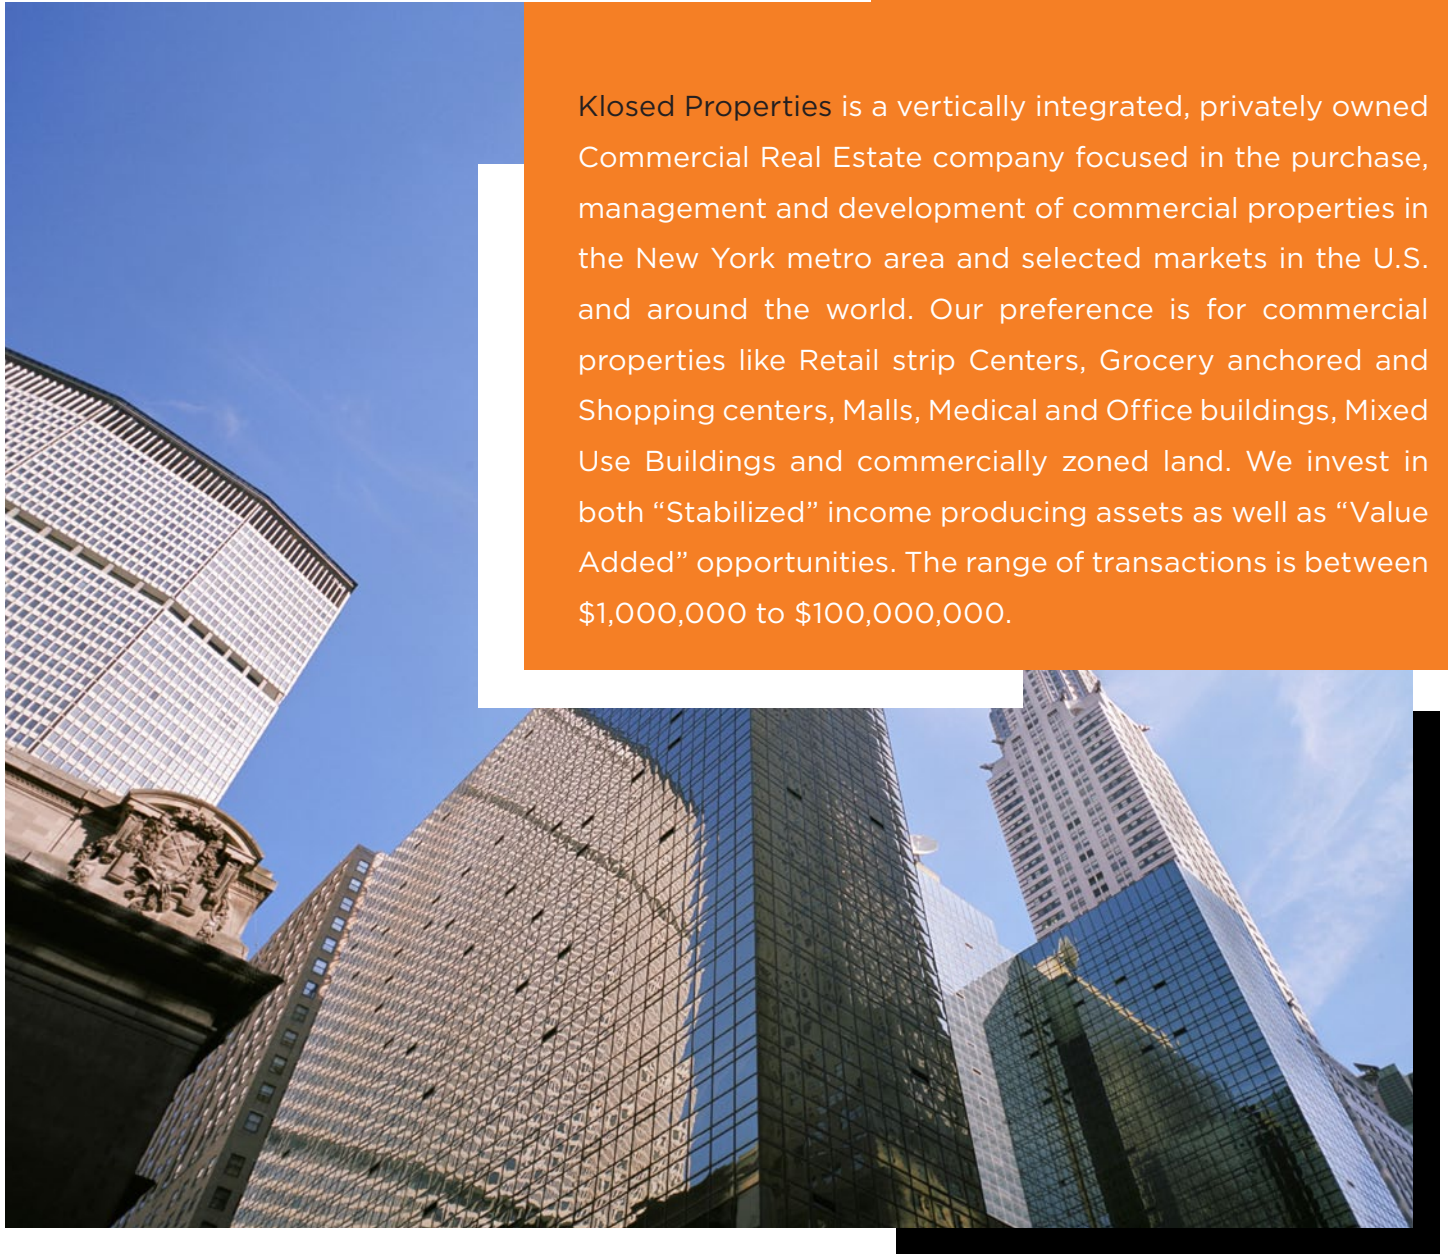 Klosed Properties is a vertically integrated, privately owned
Commercial Real Estate company focused in the purchase,
management and development of commercial properties in
the New York metro area and selected markets in the U.S.
and around the world. Our preference is for commercial
properties like Retail strip Centers, Grocery anchored and
Shopping centers, Malls, Medical and Office buildings, Mixed
Use Buildings and commercially zoned land. We invest in
both “Stabilized” income producing assets as well as “Value
Added” opportunities. The range of transactions is between
$1,000,000 to $100,000,000.